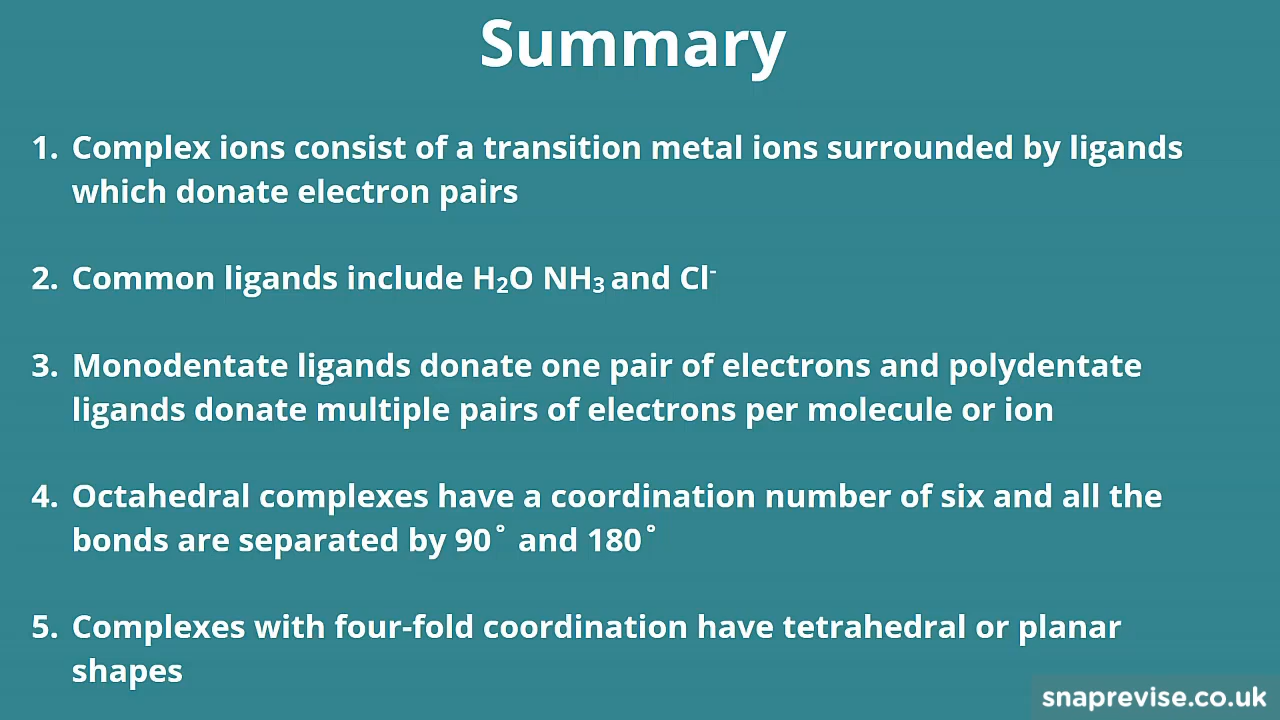 Summary
1. Complex ions consist of a transition metal ions surrounded by ligands
which donate electron pairs
2. Common ligands include H₂O NH₃ and Cl⁻
3. Monodentate ligands donate one pair of electrons and polydentate
ligands donate multiple pairs of electrons per molecule or ion
4. Octahedral complexes have a coordination number of six and all the
bonds are separated by 90˚ and 180˚
5. Complexes with four-fold coordination have tetrahedral or planar
shapes
snaprevise.co.uk